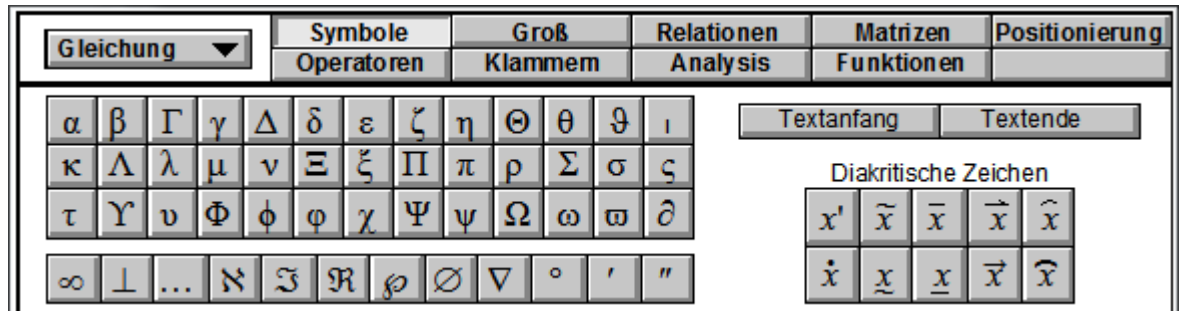 Gleichung
Symbole Groß Relationen Matrizen Positionierung
Operatoren Klammern Analysis Funktionen
α β Γ γ Δ δ ε ζ η Θ θ ϑ ι
κ Λ λ μ ν Ξ ξ Π π ρ Σ σ ς
τ ϒ υ Φ ϕ φ χ Ψ ψ Ω ω ϖ ∂
∞ ⊥ … ℵ ℑ ℜ ℘ ∅ ∇ ° ′ ″
Textanfang Textende
Diakritische Zeichen
x' x̃ x̅ x⃑ x̂
ẋ x̰ x̲ x⃗ x̑